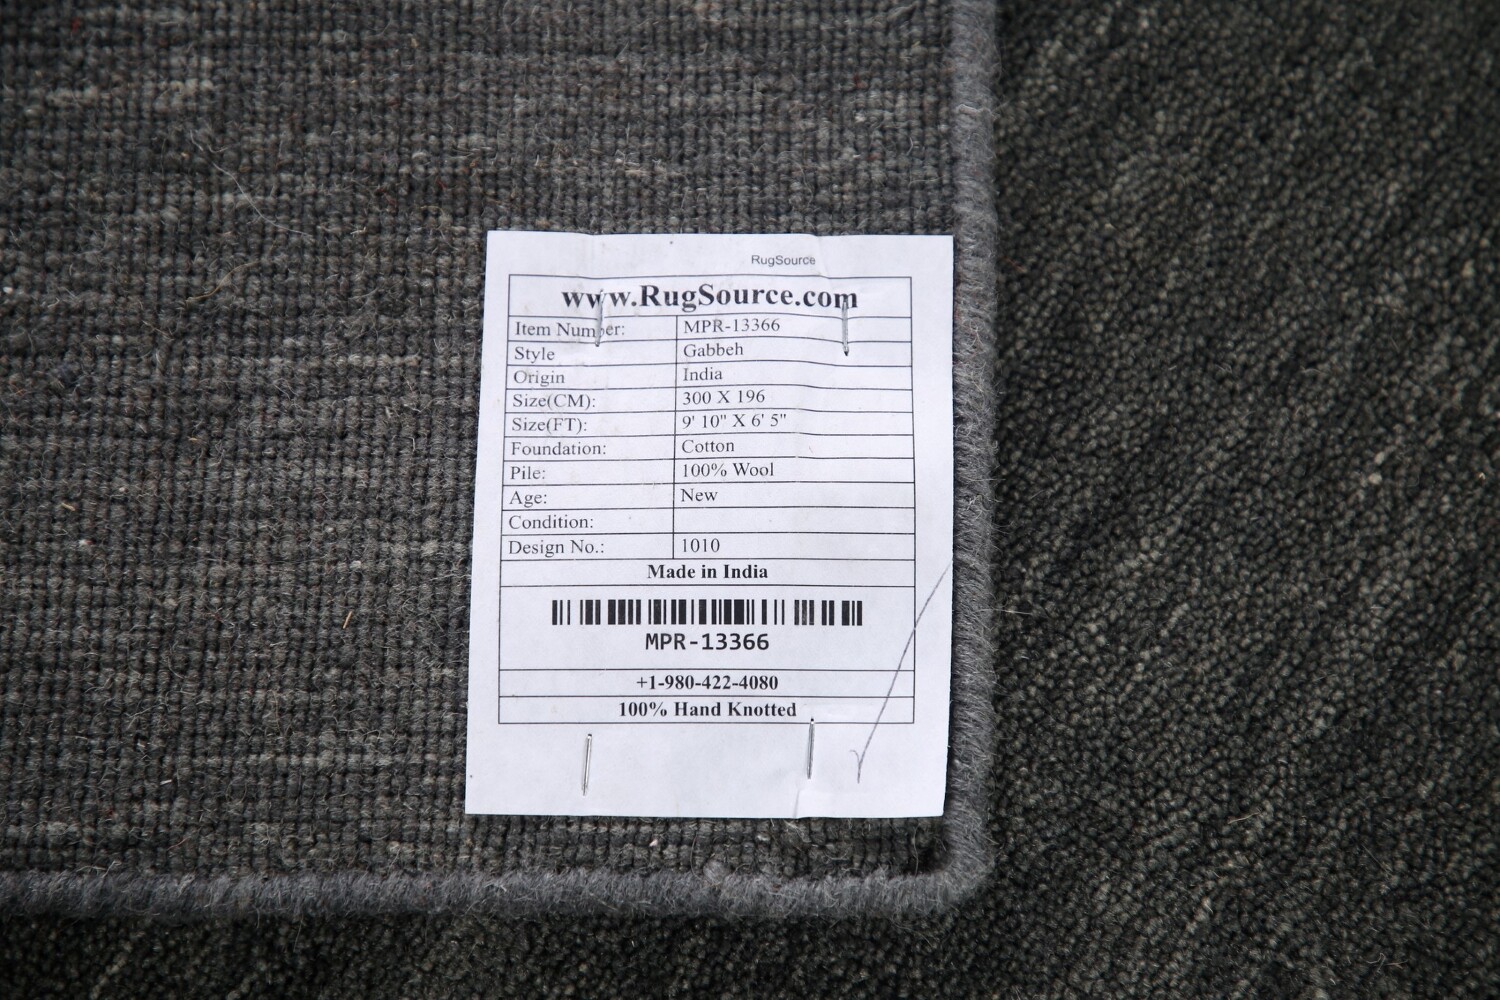 RugSource
www.RugSource.com
Item Number: MPR-13366
Style Gabbeh
Origin India
Size(CM): 300 X 196
Size(FT): 9' 10" X 6' 5"
Foundation: Cotton
Pile: 100% Wool
Age: New
Condition:
Design No.: 1010
Made in India
MPR-13366
+1-980-422-4080
100% Hand Knotted